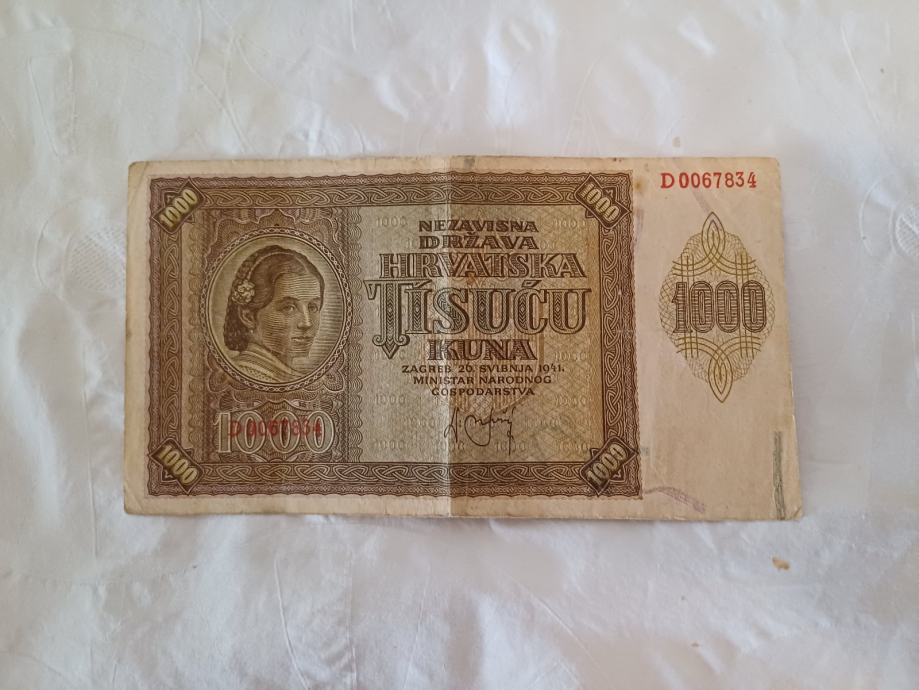 D0067834
1000
1000
NEZAVISNA
DRŽAVA
HRVATSKA
TISUĆU
KUNA
ZAGREB 26. SVIBNJA 1941.
MINISTAR NARODNOG
GOSPODARSTVA
1000
1000
D0067834
1000
1000